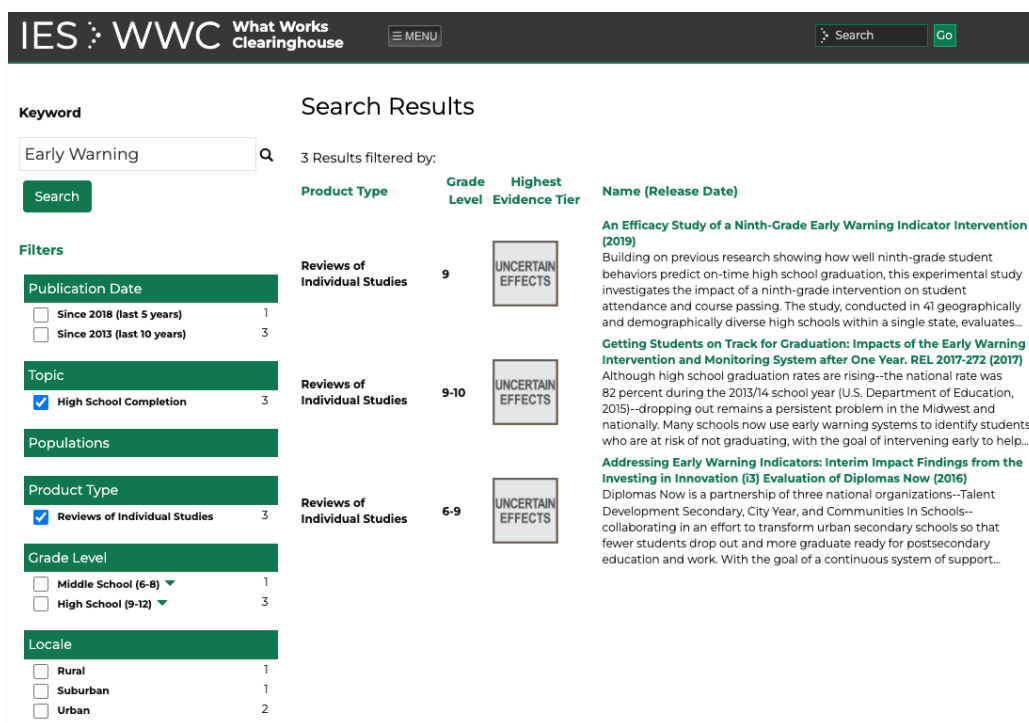 IES WWC What Works
Clearinghouse
☰ MENU
Search
Go
Keyword
Early Warning
Search
Filters
Publication Date
Since 2018 (last 5 years) 1
Since 2013 (last 10 years) 3
Topic
High School Completion 3
Populations
Product Type
Reviews of Individual Studies 3
Grade Level
Middle School (6-8) 1
High School (9-12) 3
Locale
Rural 1
Suburban 1
Urban 2
Search Results
3 Results filtered by:
Product Type
Grade
Level
Highest
Evidence Tier
Name (Release Date)
Reviews of
Individual Studies
9
UNCERTAIN
EFFECTS
An Efficacy Study of a Ninth-Grade Early Warning Indicator Intervention
(2019)
Building on previous research showing how well ninth-grade student
behaviors predict on-time high school graduation, this experimental study
investigates the impact of a ninth-grade intervention on student
attendance and course passing. The study, conducted in 41 geographically
and demographically diverse high schools within a single state, evaluates...
Reviews of
Individual Studies
9-10
UNCERTAIN
EFFECTS
Getting Students on Track for Graduation: Impacts of the Early Warning
Intervention and Monitoring System after One Year. REL 2017-272 (2017)
Although high school graduation rates are rising--the national rate was
82 percent during the 2013/14 school year (U.S. Department of Education,
2015)--dropping out remains a persistent problem in the Midwest and
nationally. Many schools now use early warning systems to identify students
who are at risk of not graduating, with the goal of intervening early to help...
Reviews of
Individual Studies
6-9
UNCERTAIN
EFFECTS
Addressing Early Warning Indicators: Interim Impact Findings from the
Investing in Innovation (i3) Evaluation of Diplomas Now (2016)
Diplomas Now is a partnership of three national organizations--Talent
Development Secondary, City Year, and Communities In Schools--
collaborating in an effort to transform urban secondary schools so that
fewer students drop out and more graduate ready for postsecondary
education and work. With the goal of a continuous system of support...